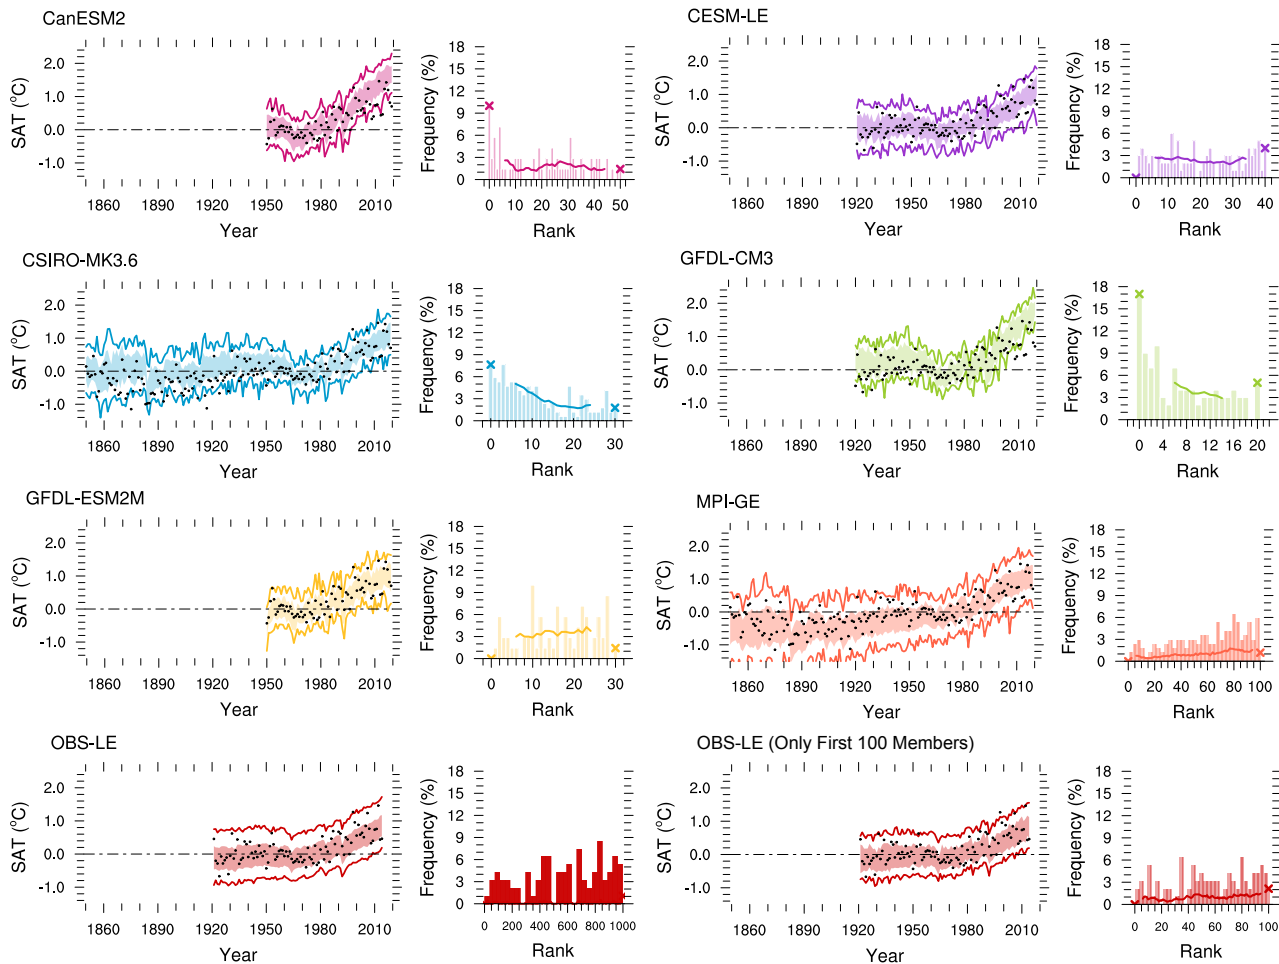 CanESM2
SAT (°C)
2.0
1.0
0.0
-1.0
1860 1890 1920 1950 1980 2010
Year
Frequency (%)
18
15
12
9
6
3
0
0 10 20 30 40 50
Rank
CESM-LE
SAT (°C)
2.0
1.0
0.0
-1.0
1860 1890 1920 1950 1980 2010
Year
Frequency (%)
18
15
12
9
6
3
0
0 10 20 30 40
Rank
CSIRO-MK3.6
SAT (°C)
2.0
1.0
0.0
-1.0
1860 1890 1920 1950 1980 2010
Year
Frequency (%)
18
15
12
9
6
3
0
0 10 20 30
Rank
GFDL-CM3
SAT (°C)
2.0
1.0
0.0
-1.0
1860 1890 1920 1950 1980 2010
Year
Frequency (%)
18
15
12
9
6
3
0
0 4 8 12 16 20
Rank
GFDL-ESM2M
SAT (°C)
2.0
1.0
0.0
-1.0
1860 1890 1920 1950 1980 2010
Year
Frequency (%)
18
15
12
9
6
3
0
0 10 20 30
Rank
MPI-GE
SAT (°C)
2.0
1.0
0.0
-1.0
1860 1890 1920 1950 1980 2010
Year
Frequency (%)
18
15
12
9
6
3
0
0 20 40 60 80 100
Rank
OBS-LE
SAT (°C)
2.0
1.0
0.0
-1.0
1860 1890 1920 1950 1980 2010
Year
Frequency (%)
18
15
12
9
6
3
0
0 200 400 600 800 1000
Rank
OBS-LE (Only First 100 Members)
SAT (°C)
2.0
1.0
0.0
-1.0
1860 1890 1920 1950 1980 2010
Year
Frequency (%)
18
15
12
9
6
3
0
0 20 40 60 80 100
Rank